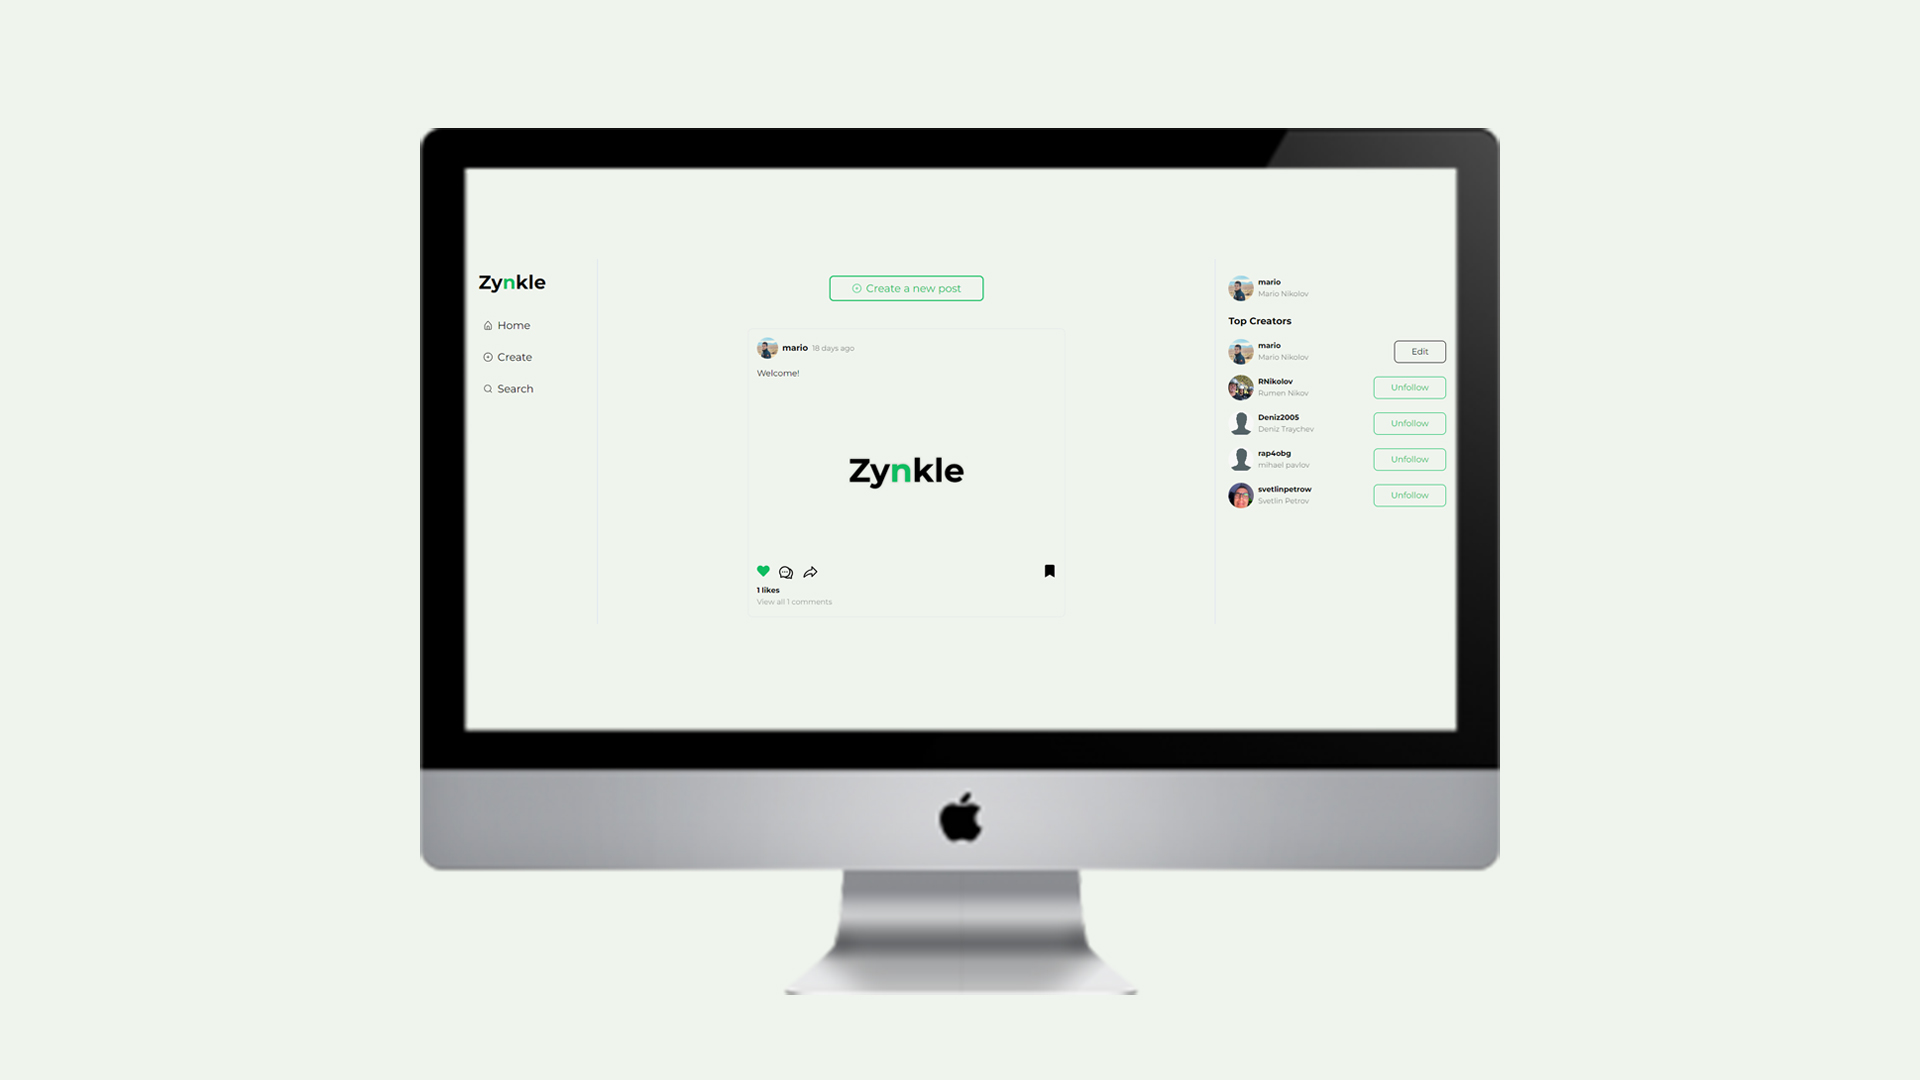 Zynkle
Home
Create
Search
Create a new post
mario 18 days ago
Welcome!
Zynkle
1 likes
View all 1 comments
mario
Mario Nikolov
Top Creators
mario
Mario Nikolov
Edit
RNikolov
Rumen Nikov
Unfollow
Deniz2005
Deniz Traychev
Unfollow
rap4obg
mihael pavlov
Unfollow
svetlinpetrow
Svetlin Petrov
Unfollow